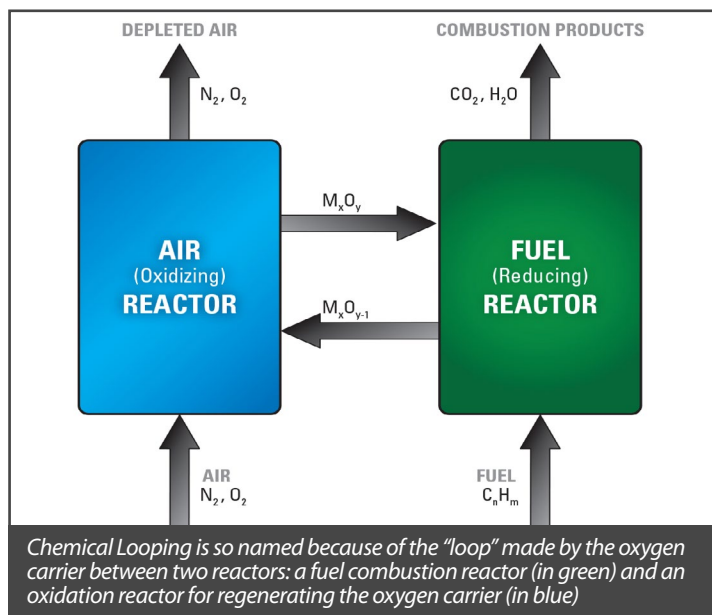 DEPLETED AIR
COMBUSTION PRODUCTS
N₂, O₂
CO₂, H₂O
MₓOᵧ
AIR
(Oxidizing)
REACTOR
FUEL
(Reducing)
REACTOR
MₓOᵧ₋₁
AIR
N₂, O₂
FUEL
CₙHₘ
Chemical Looping is so named because of the “loop” made by the oxygen
carrier between two reactors: a fuel combustion reactor (in green) and an
oxidation reactor for regenerating the oxygen carrier (in blue)